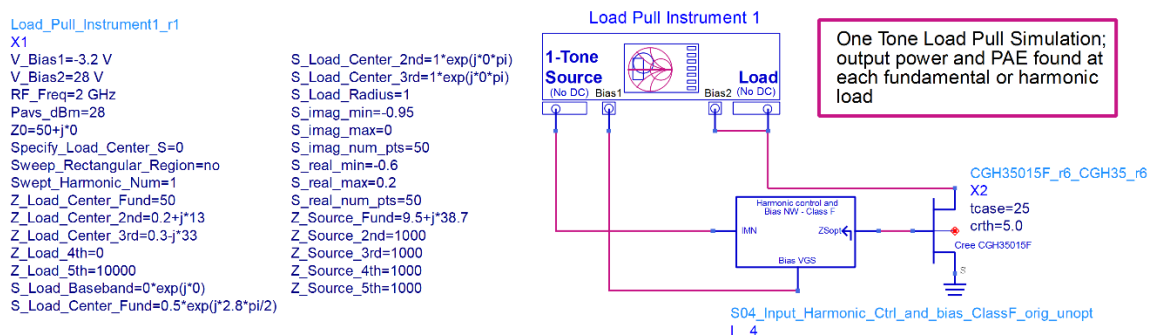 Load_Pull_Instrument1_r1
X1
V_Bias1=-3.2 V
V_Bias2=28 V
RF_Freq=2 GHz
Pavs_dBm=28
Z0=50+j*0
Specify_Load_Center_S=0
Sweep_Rectangular_Region=no
Swept_Harmonic_Num=1
Z_Load_Center_Fund=50
Z_Load_Center_2nd=0.2+j*13
Z_Load_Center_3rd=0.3-j*33
Z_Load_4th=0
Z_Load_5th=10000
S_Load_Baseband=0*exp(j*0)
S_Load_Center_Fund=0.5*exp(j*2.8*pi/2)
S_Load_Center_2nd=1*exp(j*0*pi)
S_Load_Center_3rd=1*exp(j*0*pi)
S_Load_Radius=1
S_imag_min=-0.95
S_imag_max=0
S_imag_num_pts=50
S_real_min=-0.6
S_real_max=0.2
S_real_num_pts=50
Z_Source_Fund=9.5+j*38.7
Z_Source_2nd=1000
Z_Source_3rd=1000
Z_Source_4th=1000
Z_Source_5th=1000
Load Pull Instrument 1
1-Tone
Source
(No DC)
Bias1
Bias2
Load
(No DC)
One Tone Load Pull Simulation;
output power and PAE found at
each fundamental or harmonic
load
Harmonic control and
Bias NW - Class F
IMN
ZSopt
Bias VGS
CGH35015F_r6_CGH35_r6
X2
tcase=25
crth=5.0
Cree CGH35015F
S
S04_Input_Harmonic_Ctrl_and_bias_ClassF_orig_unopt
I_4